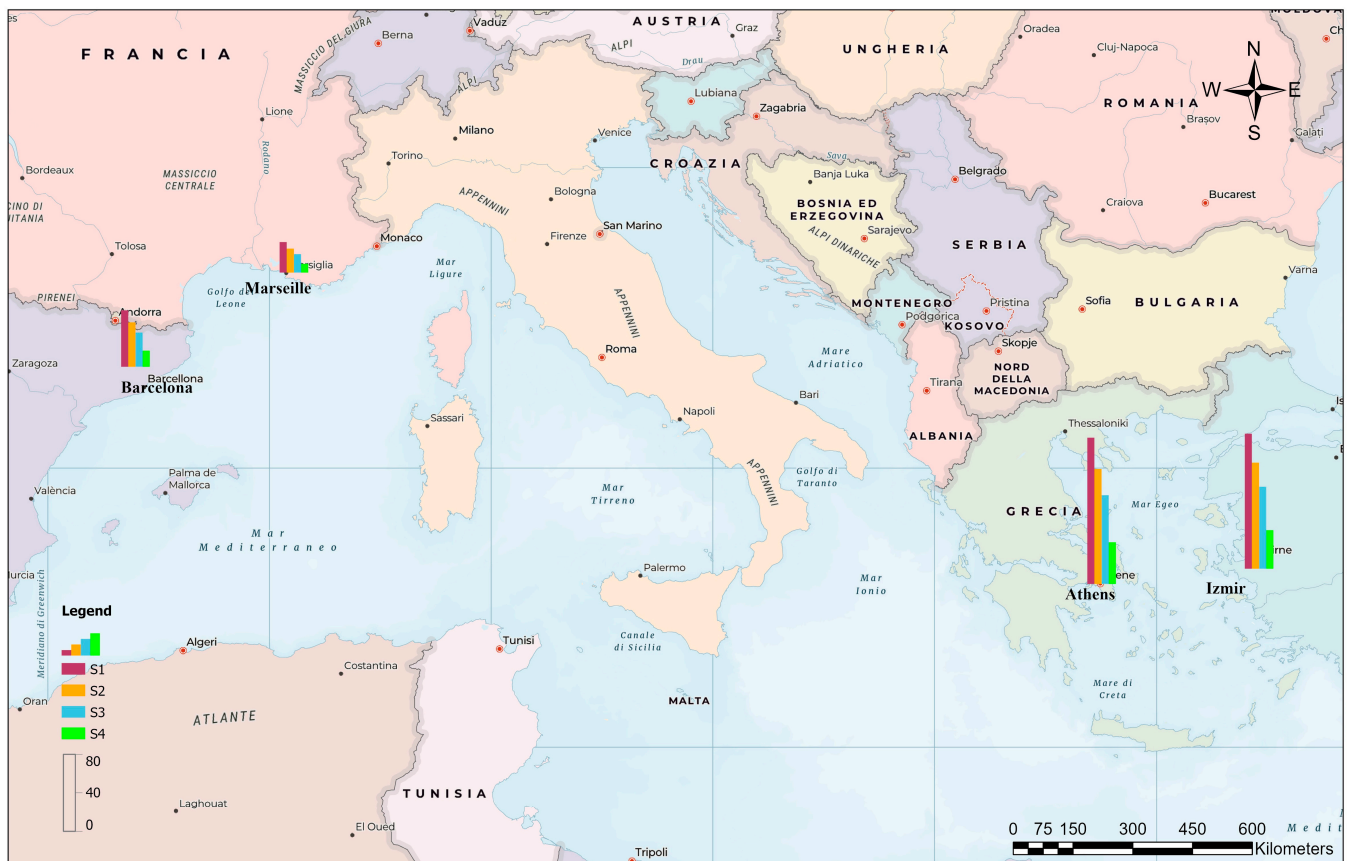 AUSTRIA
MOLDOVA
Vaduz
Berna
Graz
Oradea
FRANCIA
MASSICCIO DEL GIURA
ALPI
UNGHERIA
Cluj-Napoca
N
Drau
ALPI
W
E
Lubiana
ROMANIA
S
Lione
Milano
Zagabria
Brașov
Venice
Galați
Rodano
Torino
CROAZIA
Sava
Bordeaux
MASSICCIO
CENTRALE
Banja Luka
Belgrado
APPENNINI
Bologna
BOSNIA ED
ERZEGOVINA
Bucarest
CINO DI
UITANIA
Craiova
San Marino
Sarajevo
Tolosa
Monaco
Firenze
ALPI DINARICHE
SERBIA
Mar
Ligure
Varna
Marseille
Golfo del
Leone
PIRENEI
APPENNINI
MONTENEGRO
Pristina
Sofia
BULGARIA
Andorra
Podgorica
KOSOVO
Roma
Mare
Adriatico
Skopje
Zaragoza
NORD
DELLA
MACEDONIA
Barcellona
Barcelona
Tirana
Bari
Sassari
Napoli
Thessaloniki
ALBANIA
APPENNINI
Palma de
Mallorca
Golfo di
Taranto
València
Mar
Tirreno
Mar Egeo
GRECIA
Mar
Mediterraneo
Palermo
Mar
Ionio
Athens
Izmir
Meridiano di Greenwich
Legend
Canale
di Sicilia
Algeri
Tunisi
Costantina
S1
S2
S3
S4
Mare di
Creta
Oran
MALTA
ATLANTE
80
40
0
TUNISIA
Laghouat
El Oued
0 75 150 300 450 600
Kilometers
Tripoli